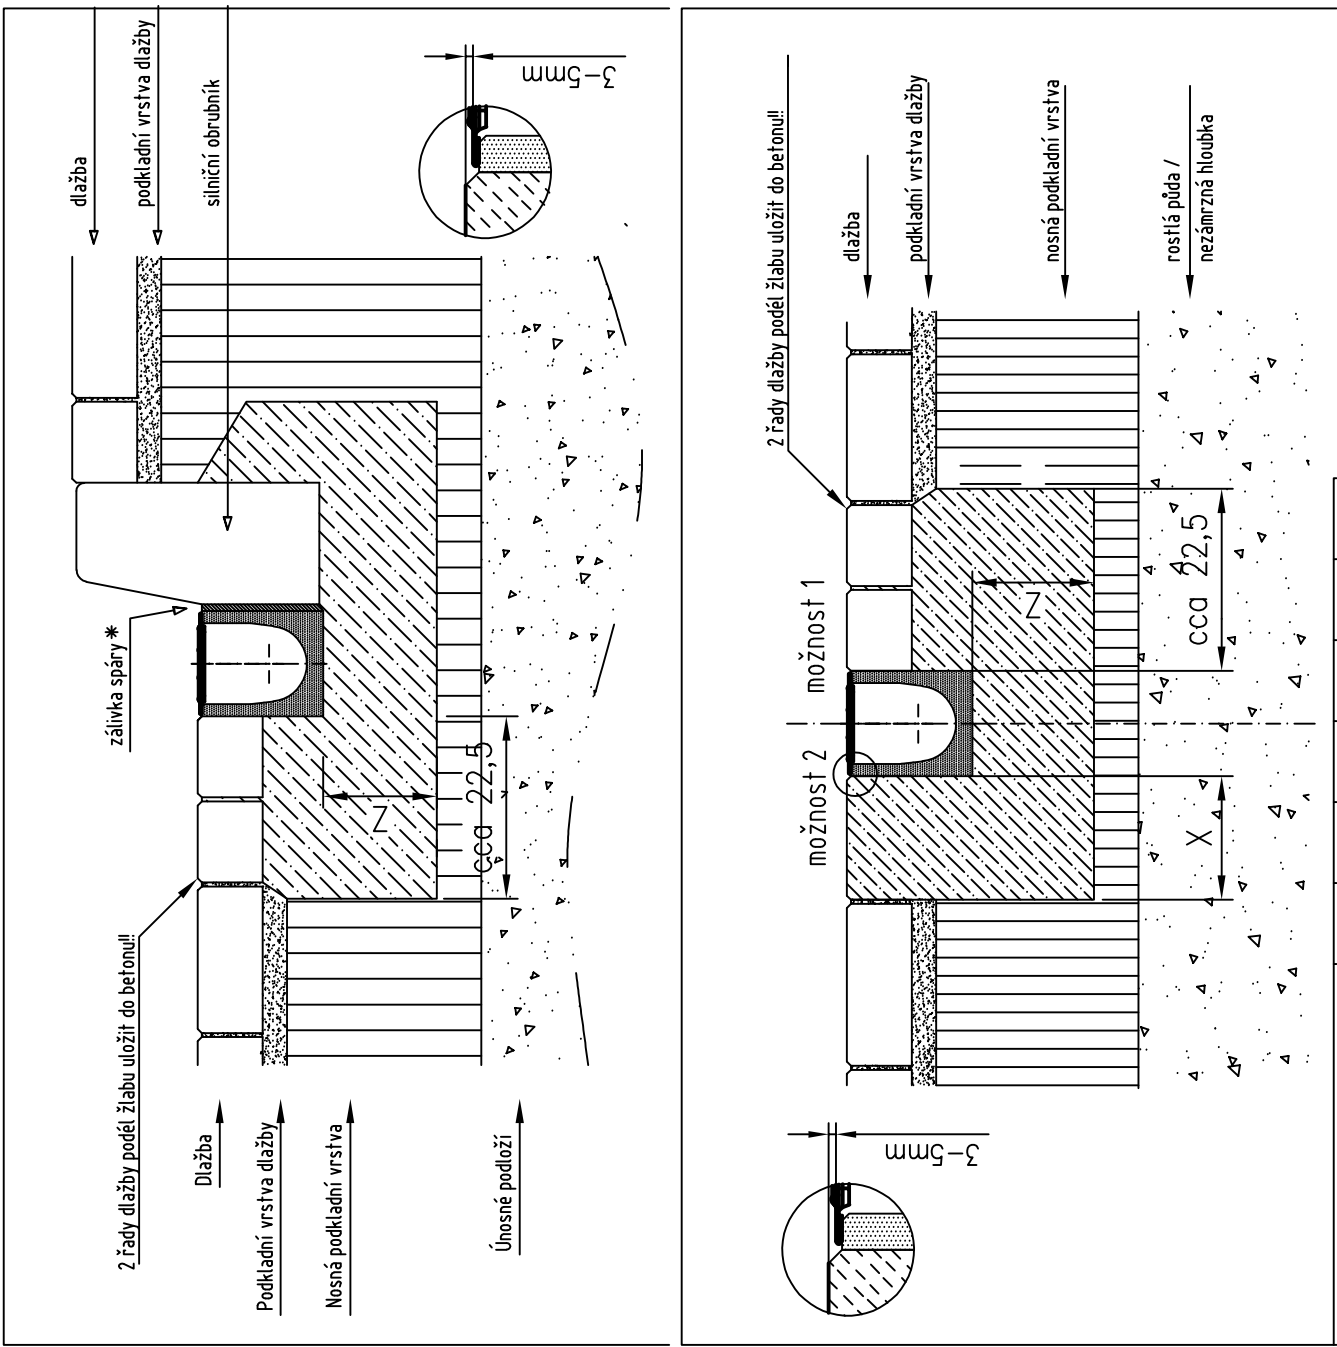 dlažba
podkladní vrstva dlažby
silniční obrubník
3-5mm
zálivka spáry*
Z
cca 22,5
2 řady dlažby podél žlabu uložit do betonu!!
Dlažba
Podkladní vrstva dlažby
Nosná podkladní vrstva
Únosné podloží
2 řady dlažby podél žlabu uložit do betonu!!
dlažba
podkladní vrstva dlažby
nosná podkladní vrstva
rostlá půda /
nezámrzná hloubka
možnost 1
možnost 2
Z
cca 22,5
X
3-5mm